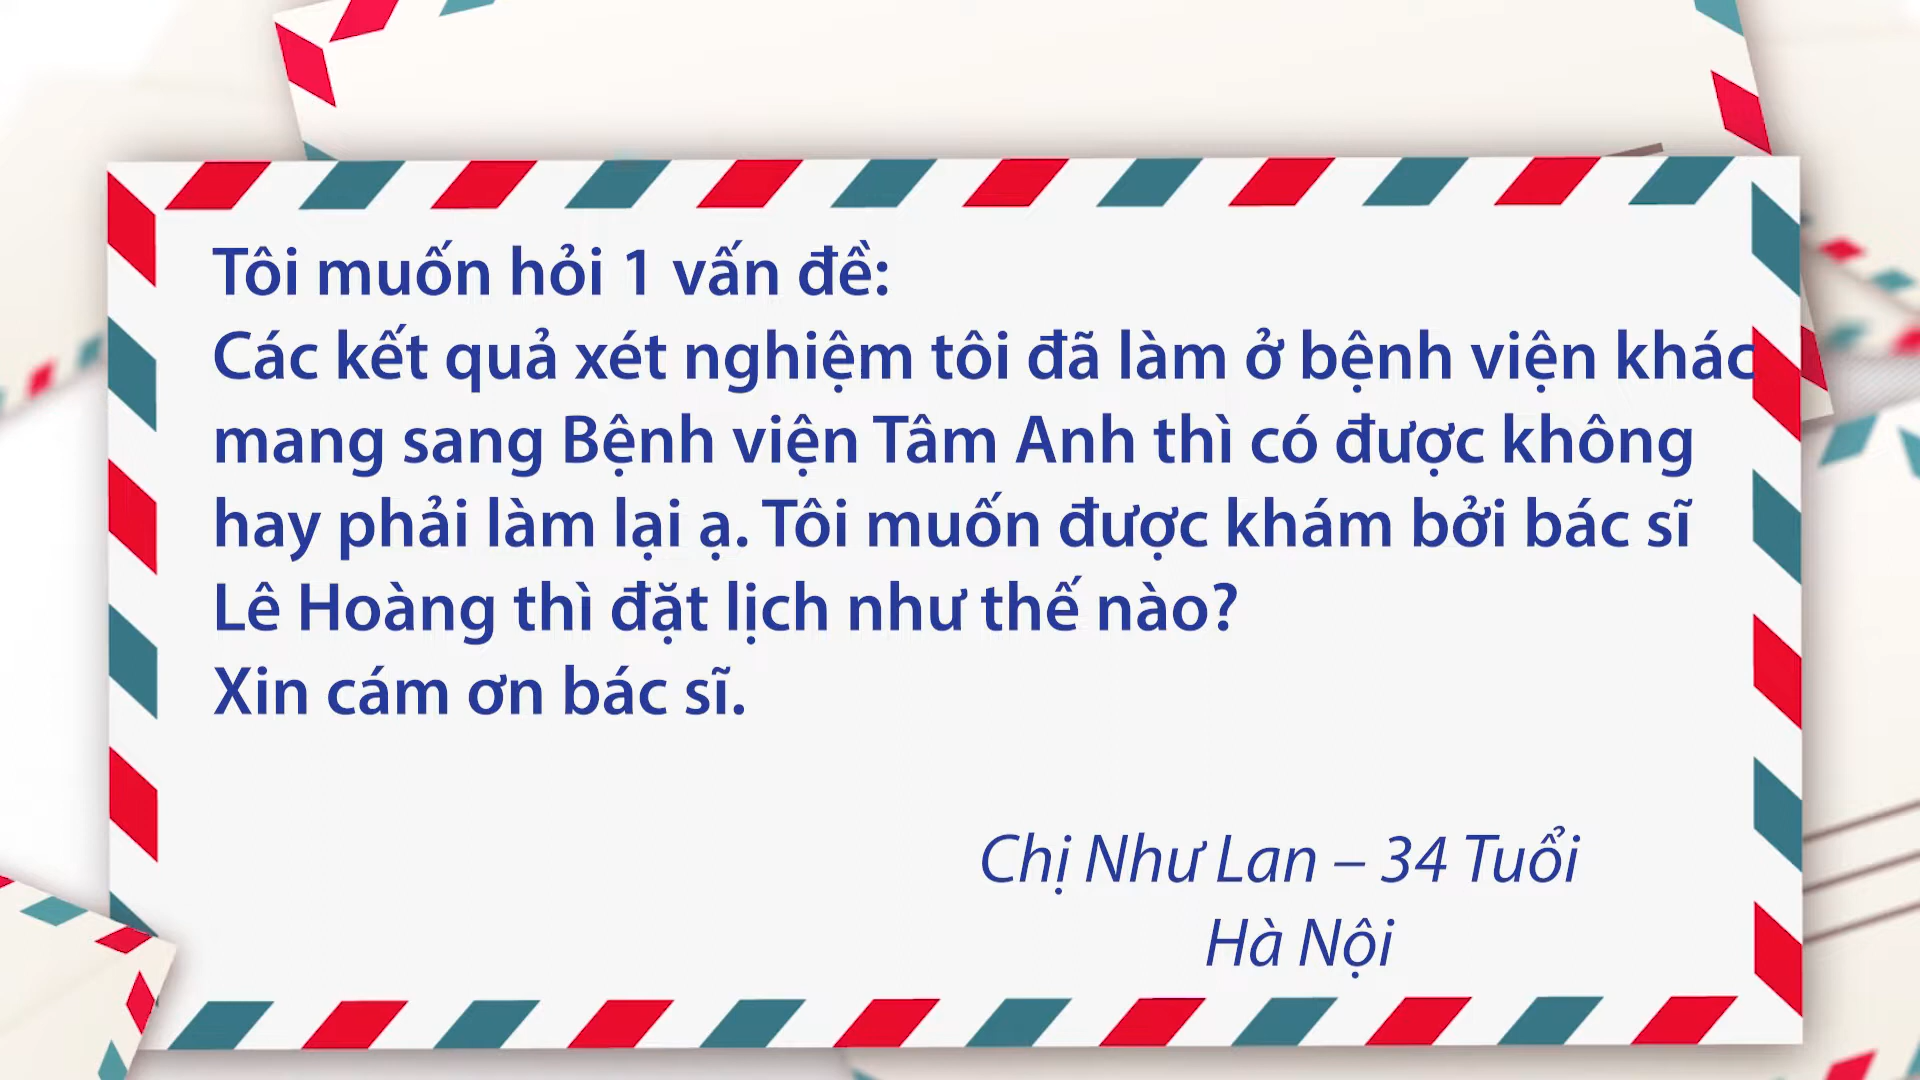 Tôi muốn hỏi 1 vấn đề:
Các kết quả xét nghiệm tôi đã làm ở bệnh viện khác
mang sang Bệnh viện Tâm Anh thì có được không
hay phải làm lại ạ. Tôi muốn được khám bởi bác sĩ
Lê Hoàng thì đặt lịch như thế nào?
Xin cám ơn bác sĩ.
Chị Như Lan – 34 Tuổi
Hà Nội